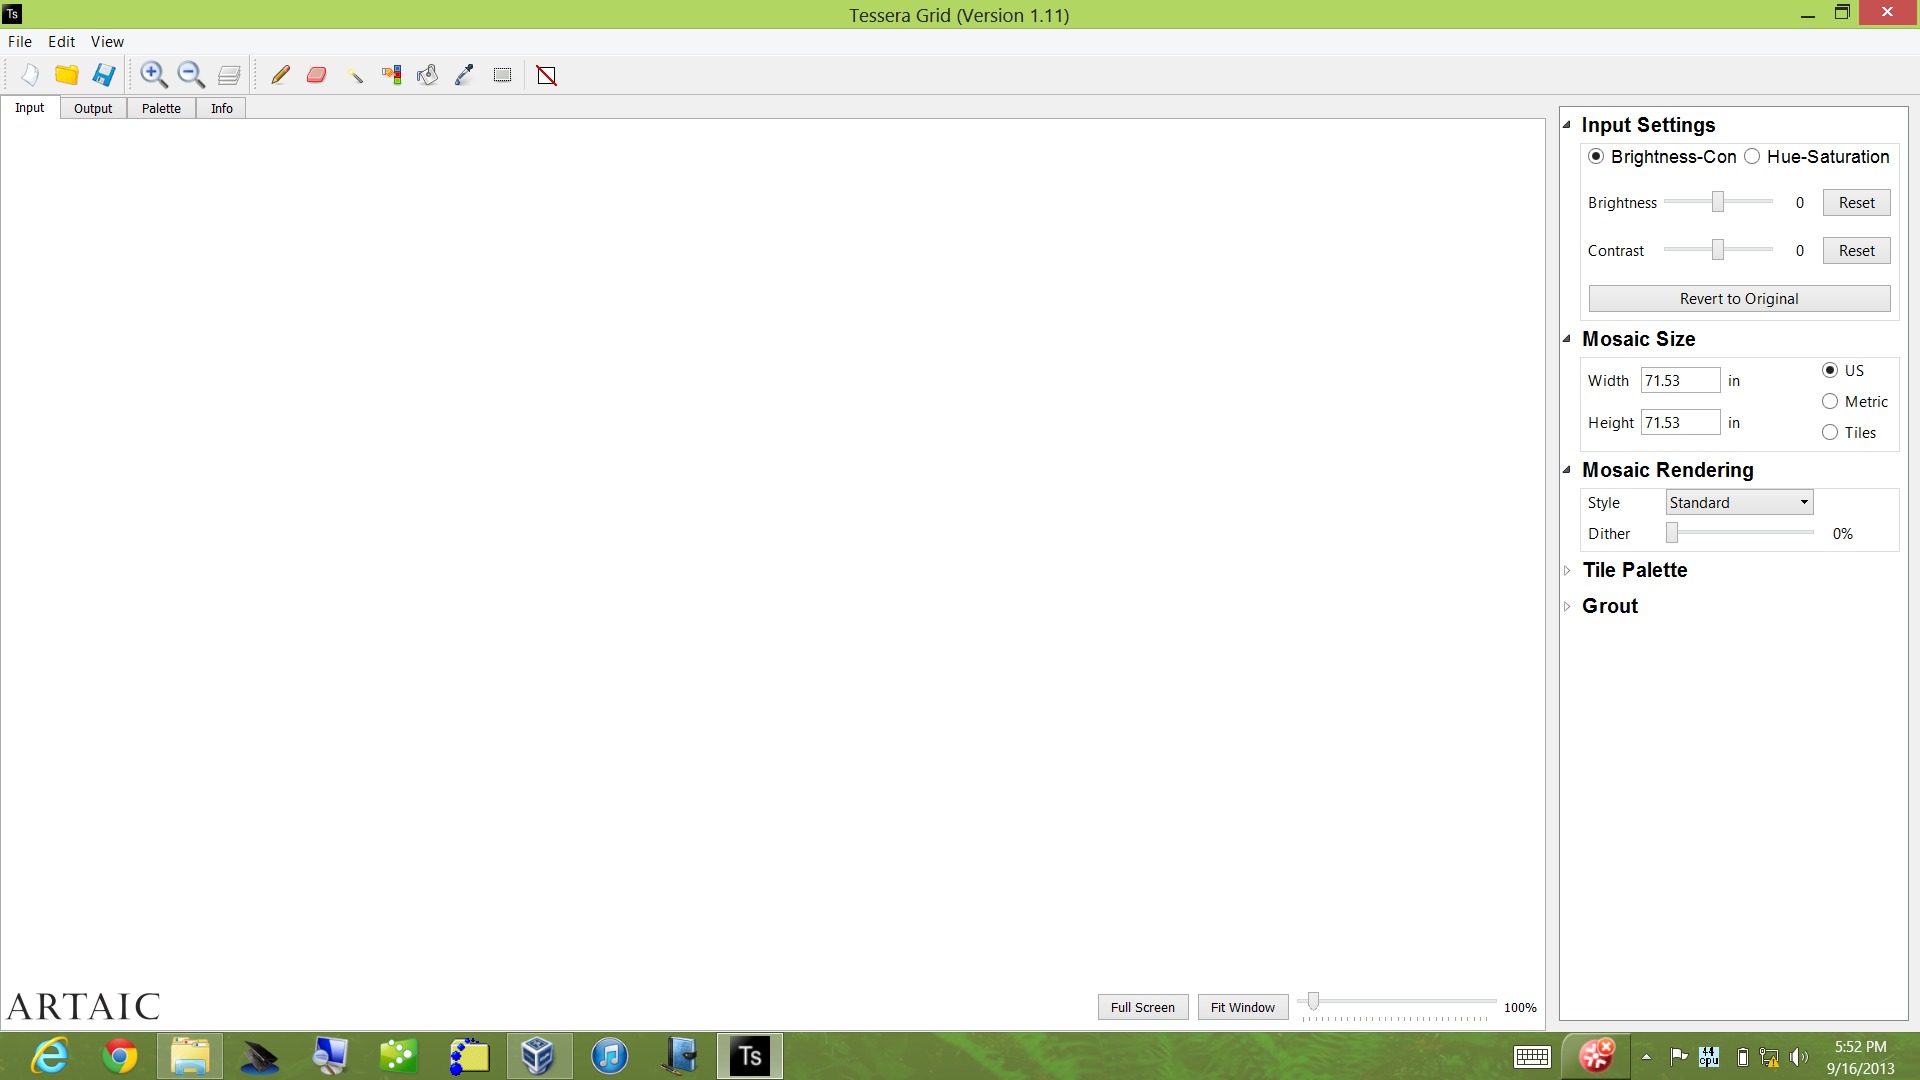 Ts
Tessera Grid (Version 1.11)
File Edit View
Input Output Palette Info
Input Settings
Brightness-Con Hue-Saturation
Brightness 0 Reset
Contrast 0 Reset
Revert to Original
Mosaic Size
Width 71.53 in
US
Metric
Height 71.53 in
Tiles
Mosaic Rendering
Style Standard
Dither 0%
Tile Palette
Grout
ARTAIC
Full Screen Fit Window 100%
Ts
44
cpu
5:52 PM
9/16/2013